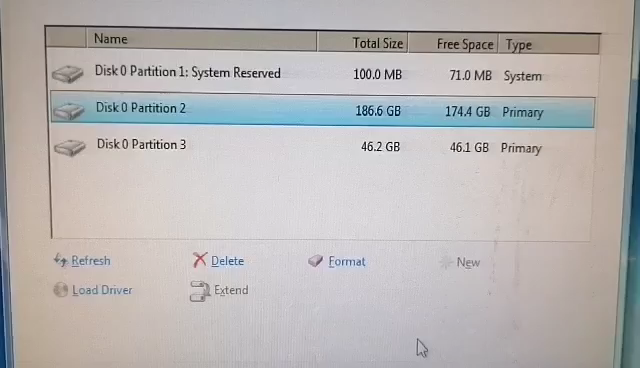 Name Total Size Free Space Type
Disk 0 Partition 1: System Reserved 100.0 MB 71.0 MB System
Disk 0 Partition 2 186.6 GB 174.4 GB Primary
Disk 0 Partition 3 46.2 GB 46.1 GB Primary
Refresh Delete Format New
Load Driver Extend